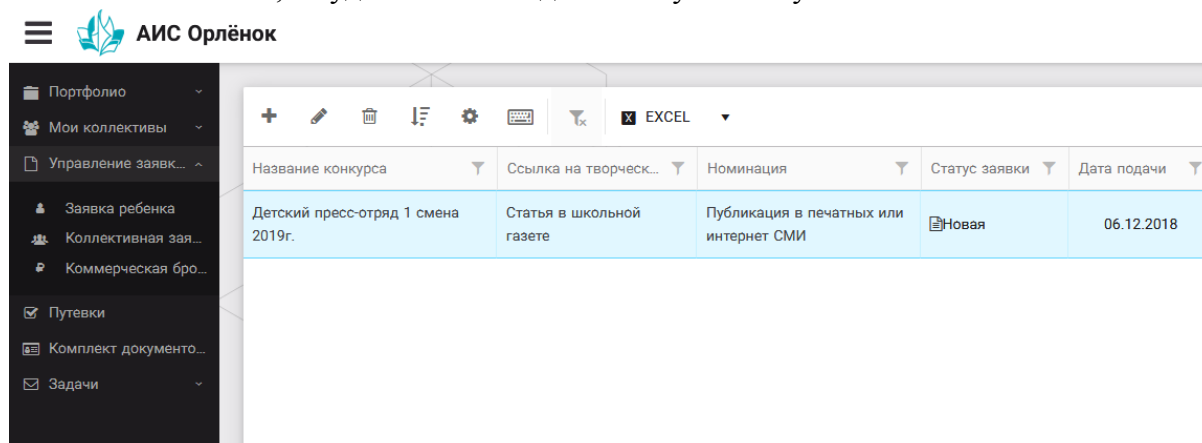 АИС Орлёнок
Портфолио
Мои коллективы
Управление заявк...
Заявка ребенка
Коллективная зая...
Коммерческая бро...
Путевки
Комплект документо...
Задачи
EXCEL
Название конкурса
Ссылка на творческ...
Номинация
Статус заявки
Дата подачи
Детский пресс-отряд 1 смена
2019г.
Статья в школьной
газете
Публикация в печатных или
интернет СМИ
Новая
06.12.2018